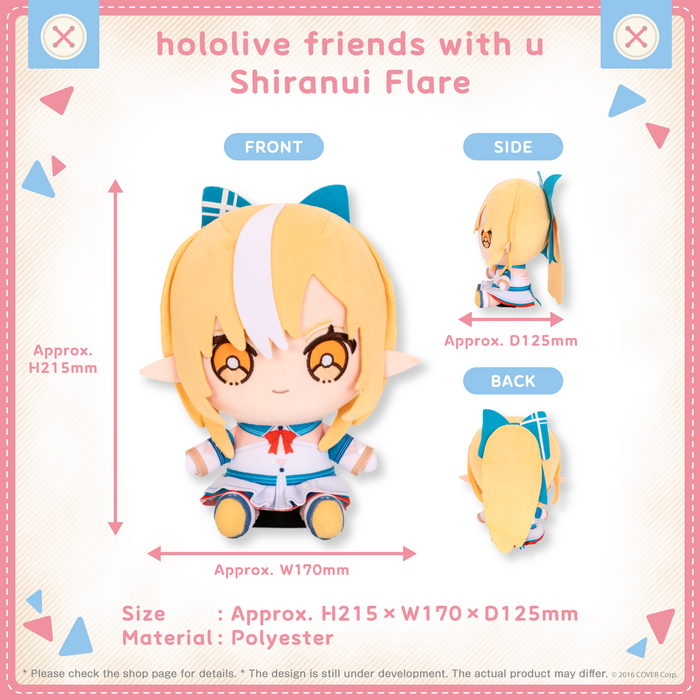 hololive friends with u
Shiranui Flare
FRONT
SIDE
Approx.
H215mm
Approx. D125mm
BACK
Approx. W170mm
Size : Approx. H215×W170×D125mm
Material : Polyester
* Please check the shop page for details. * The design is still under development. The actual product may differ. © 2016 COVER Corp.